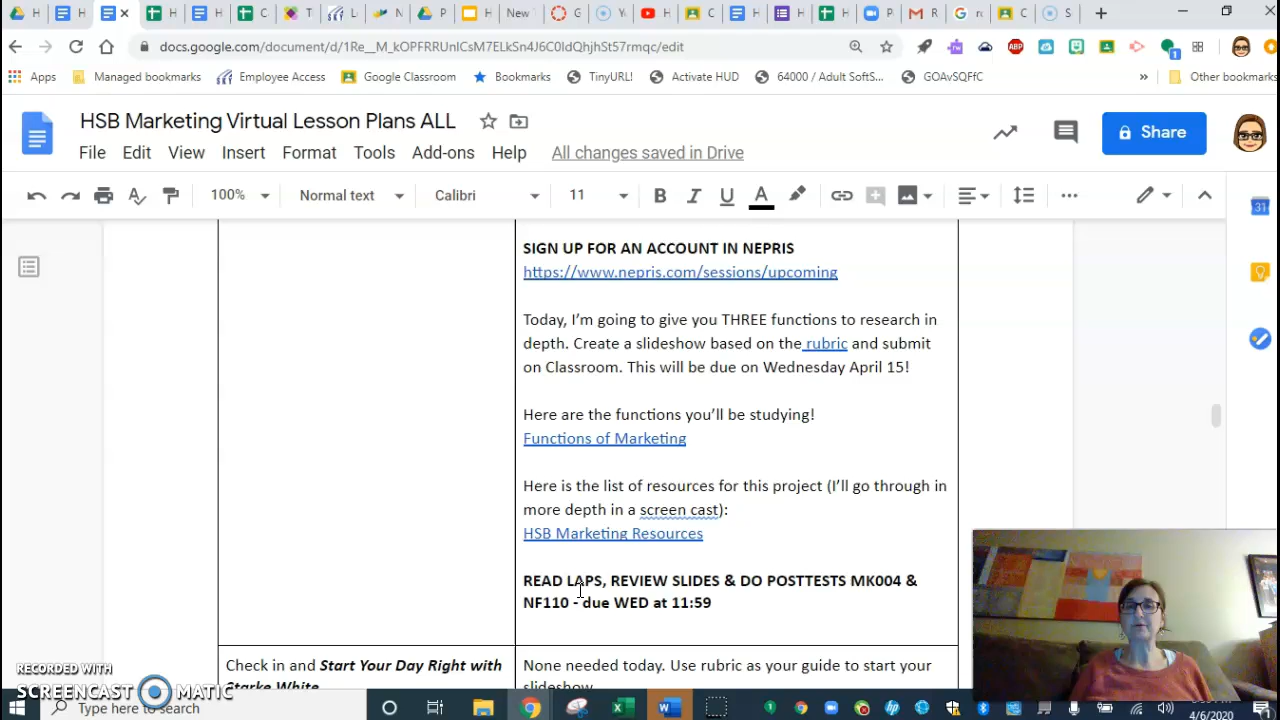 H
H
H
H
C
T
L
N
P
H
New T
G
Y
H
C
H
H
H
P
R
ro
C
S
docs.google.com/document/d/1Re__M_kOPFRRUnICsM7ELkSn4J6C0IdQhjhSt57rmqc/edit
Apps
Managed bookmarks
Employee Access
Google Classroom
Bookmarks
TinyURL!
Activate HUD
64000 / Adult SoftS...
GOAvSQFfC
»
Other bookmarks
HSB Marketing Virtual Lesson Plans ALL
Share
File Edit View Insert Format Tools Add-ons Help All changes saved in Drive
100% Normal text Calibri 11 B I U A
31
SIGN UP FOR AN ACCOUNT IN NEPRIS
https://www.nepris.com/sessions/upcoming
Today, I'm going to give you THREE functions to research in
depth. Create a slideshow based on the rubric and submit
on Classroom. This will be due on Wednesday April 15!
Here are the functions you'll be studying!
Functions of Marketing
Here is the list of resources for this project (I'll go through in
more depth in a screen cast):
HSB Marketing Resources
READ LAPS, REVIEW SLIDES & DO POSTTESTS MK004 &
NF110 - due WED at 11:59
Check in and Start Your Day Right with
Starke White
None needed today. Use rubric as your guide to start your
slideshow
RECORDED WITH
SCREENCAST MATIC
Type here to search
4/6/2020